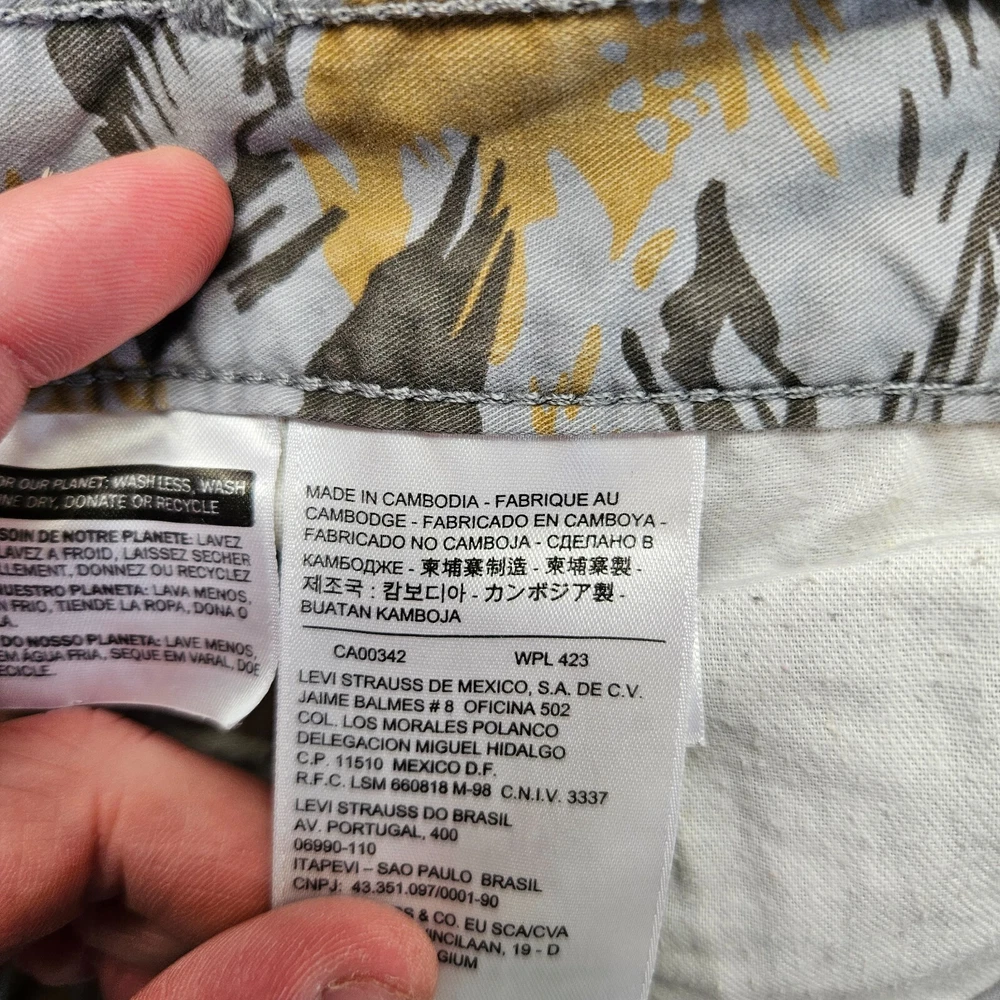 OR OUR PLANET: WASH LESS, WASH
NE DRY, DONATE OR RECYCLE
SOIN DE NOTRE PLANETE: LAVEZ
LAVEZ A FROID, LAISSEZ SECHER
LLEMENT, DONNEZ OU RECYCLEZ
NUESTRO PLANETA: LAVA MENOS,
N FRIO, TIENDE LA ROPA, DONA O
LA.
DO NOSSO PLANETA: LAVE MENOS,
EM ÁGUA FRIA, SEQUE EM VARAL, DOE
ECICLE.
MADE IN CAMBODIA - FABRIQUE AU
CAMBODGE - FABRICADO EN CAMBOYA -
FABRICADO NO CAMBOJA - СДЕЛАНО В
КАМБОДЖЕ - 柬埔寨制造 - 柬埔寨製 -
제조국 : 캄보디아 - カンボジア製 -
BUATAN KAMBOJA
CA00342 WPL 423
LEVI STRAUSS DE MEXICO, S.A. DE C.V.
JAIME BALMES # 8 OFICINA 502
COL. LOS MORALES POLANCO
DELEGACION MIGUEL HIDALGO
C.P. 11510 MEXICO D.F.
R.F.C. LSM 660818 M-98 C.N.I.V. 3337
LEVI STRAUSS DO BRASIL
AV. PORTUGAL, 400
06990-110
ITAPEVI – SAO PAULO BRASIL
CNPJ: 43.351.097/0001-90
S & CO. EU SCA/CVA
INCILAAN, 19 - D
GIUM